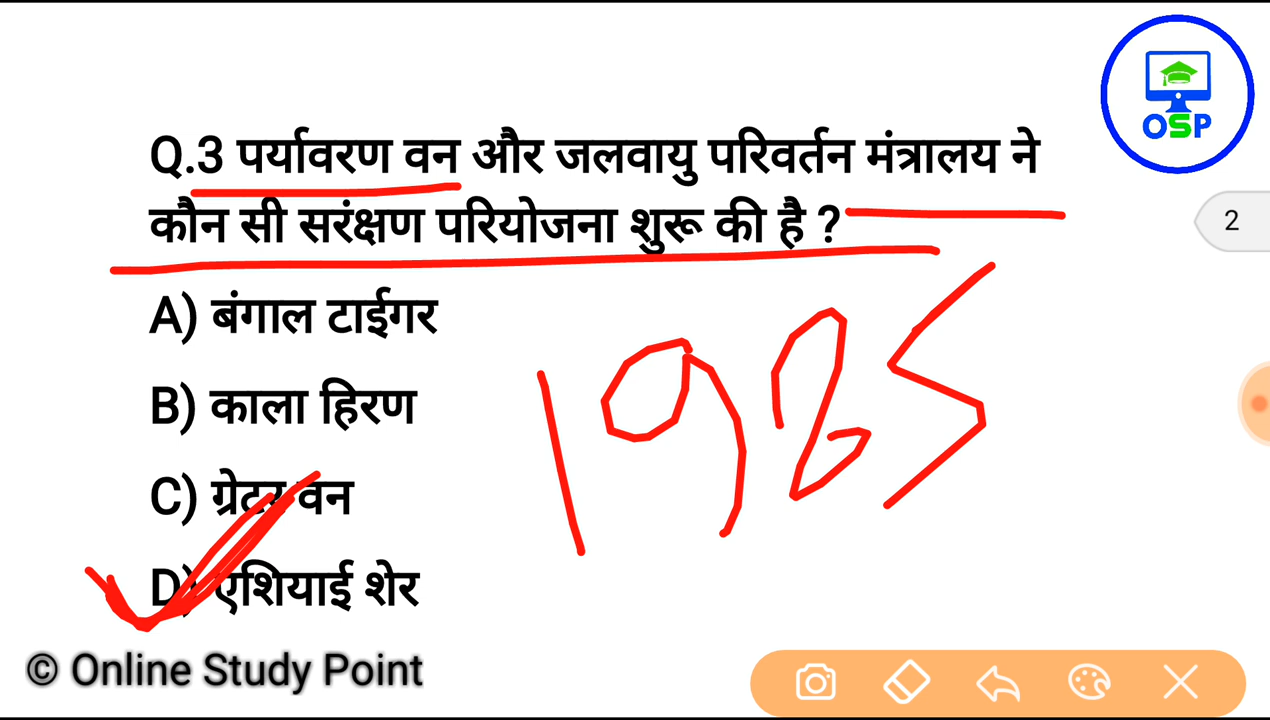 OSP
Q.3 पर्यावरण वन और जलवायु परिवर्तन मंत्रालय ने
कौन सी सरंक्षण परियोजना शुरू की है ?
2
A) बंगाल टाईगर
1985
B) काला हिरण
C) ग्रेटर वन
D) एशियाई शेर
© Online Study Point